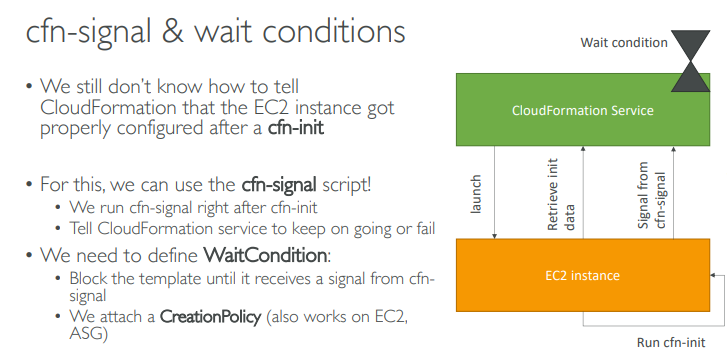 cfn-signal & wait conditions
• We still don't know how to tell
CloudFormation that the EC2 instance got
properly configured after a cfn-init
• For this, we can use the cfn-signal script!
• We run cfn-signal right after cfn-init
• Tell CloudFormation service to keep on going or fail
• We need to define WaitCondition:
• Block the template until it receives a signal from cfn-
signal
• We attach a CreationPolicy (also works on EC2,
ASG)
Wait condition
CloudFormation Service
launch
Retrieve init
data
Signal from
cfn-signal
EC2 instance
Run cfn-init